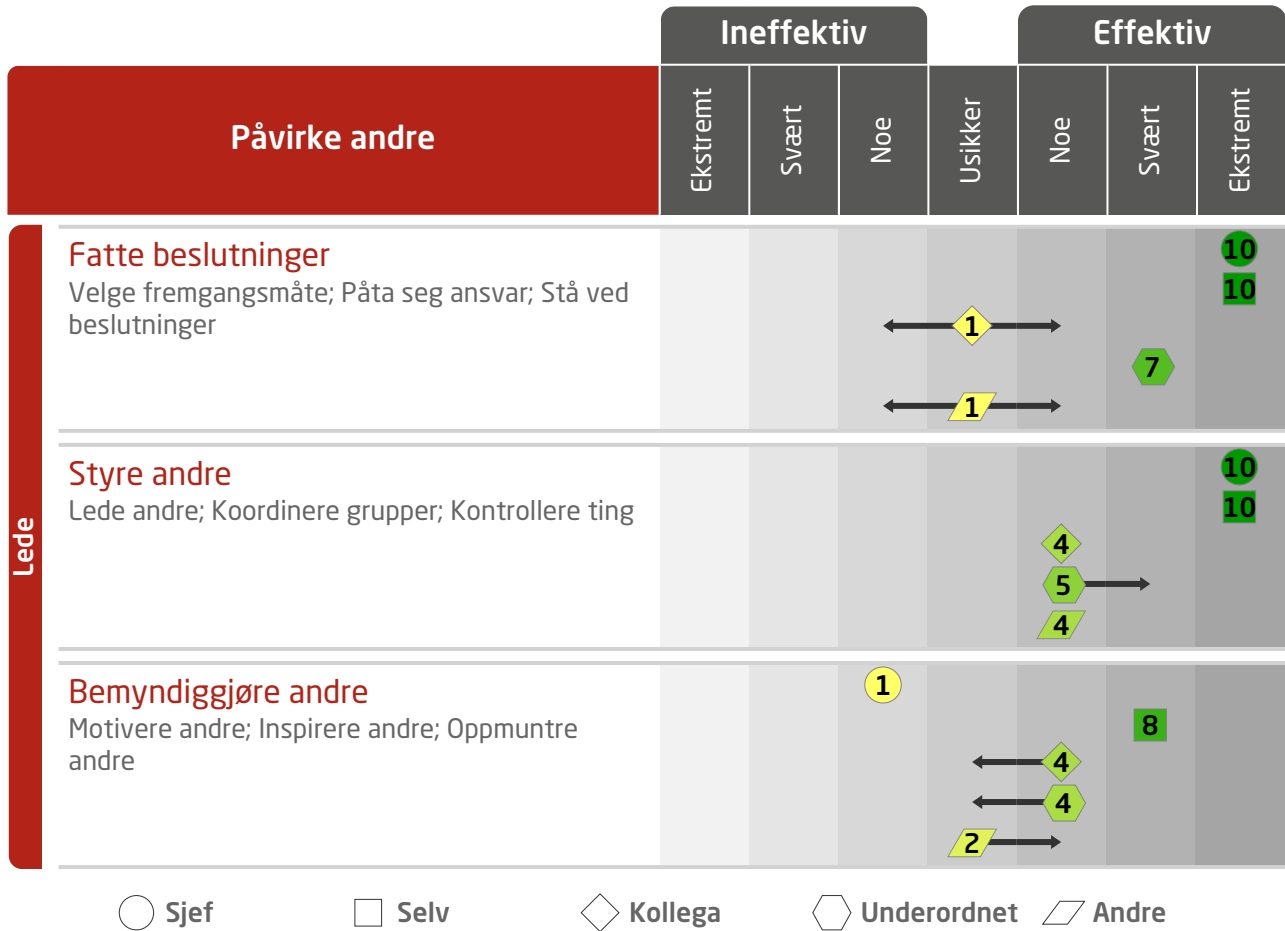 Ineffektiv
Effektiv
Påvirke andre
Ekstremt
Svært
Noe
Usikker
Noe
Svært
Ekstremt
Lede
Fatte beslutninger
Velge fremgangsmåte; Påta seg ansvar; Stå ved
beslutninger
10
10
1
7
1
Styre andre
Lede andre; Koordinere grupper; Kontrollere ting
10
10
4
5
4
Bemyndiggjøre andre
Motivere andre; Inspirere andre; Oppmuntre
andre
1
8
4
4
2
Sjef
Selv
Kollega
Underordnet
Andre